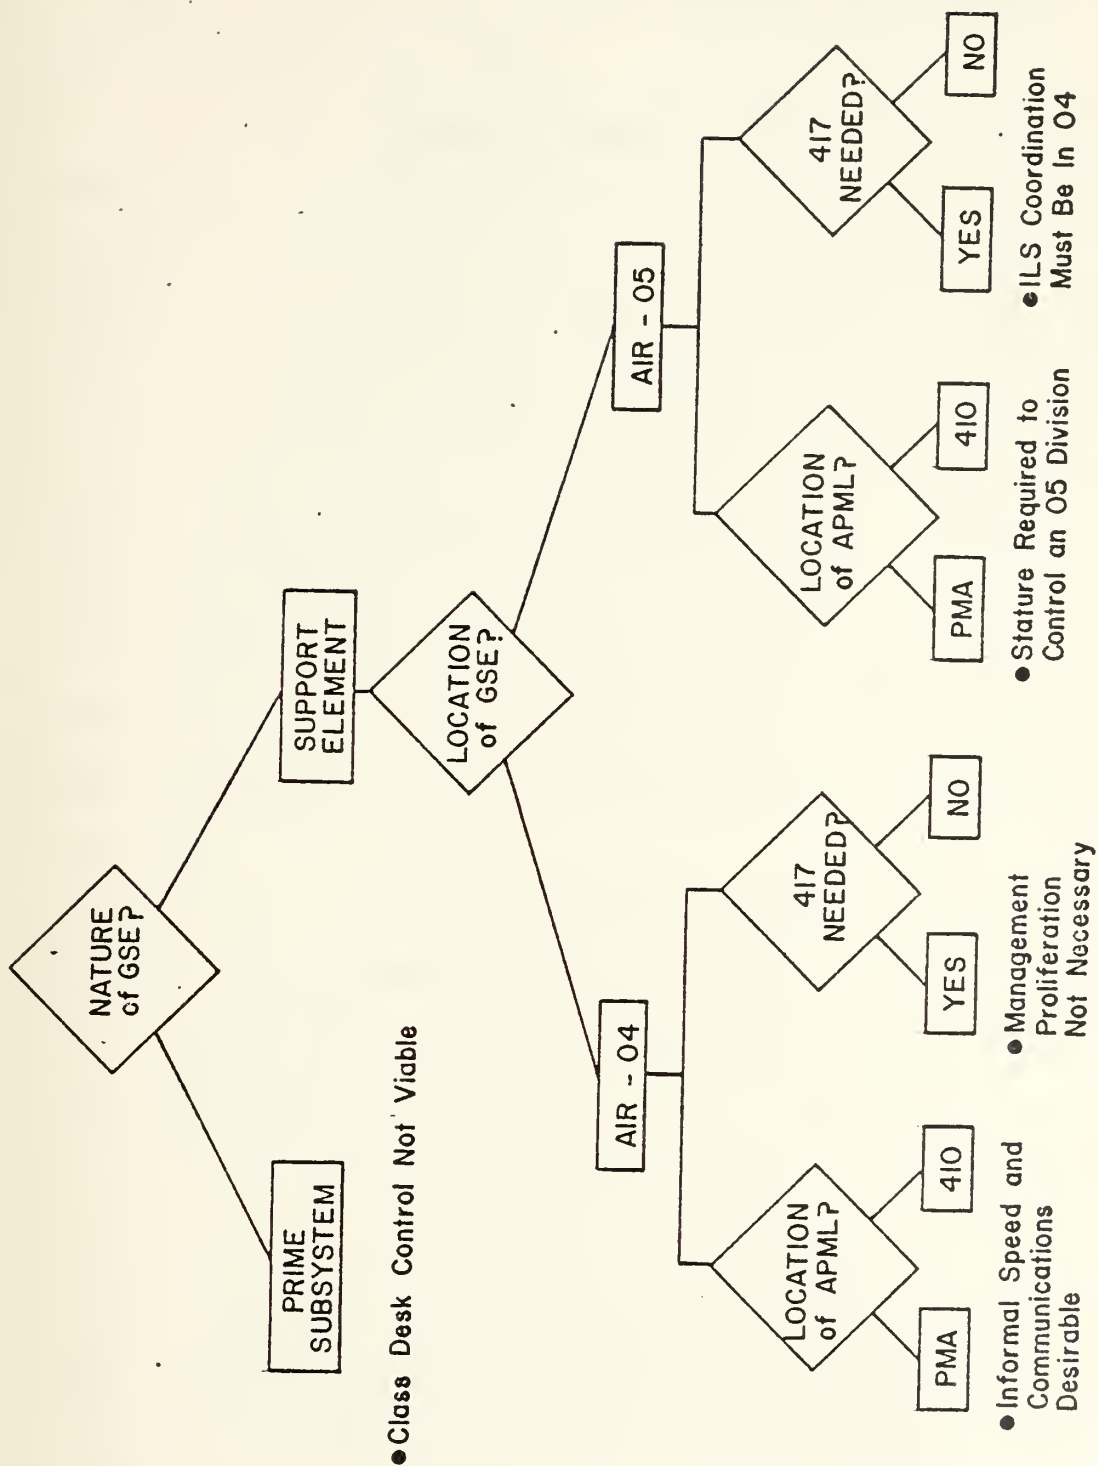 NATURE
of GSE?
PRIME
SUBSYSTEM
SUPPORT
ELEMENT
●Class Desk Control Not Viable
LOCATION
of GSE?
AIR - 04
AIR - 05
LOCATION
of APML?
417
NEEDED?
LOCATION
of APML?
417
NEEDED?
PMA
410
YES
NO
PMA
410
YES
NO
●Informal Speed and
Communications
Desirable
●Management
Proliferation
Not Necessary
●Stature Required to
Control an 05 Division
●ILS Coordination
Must Be In 04